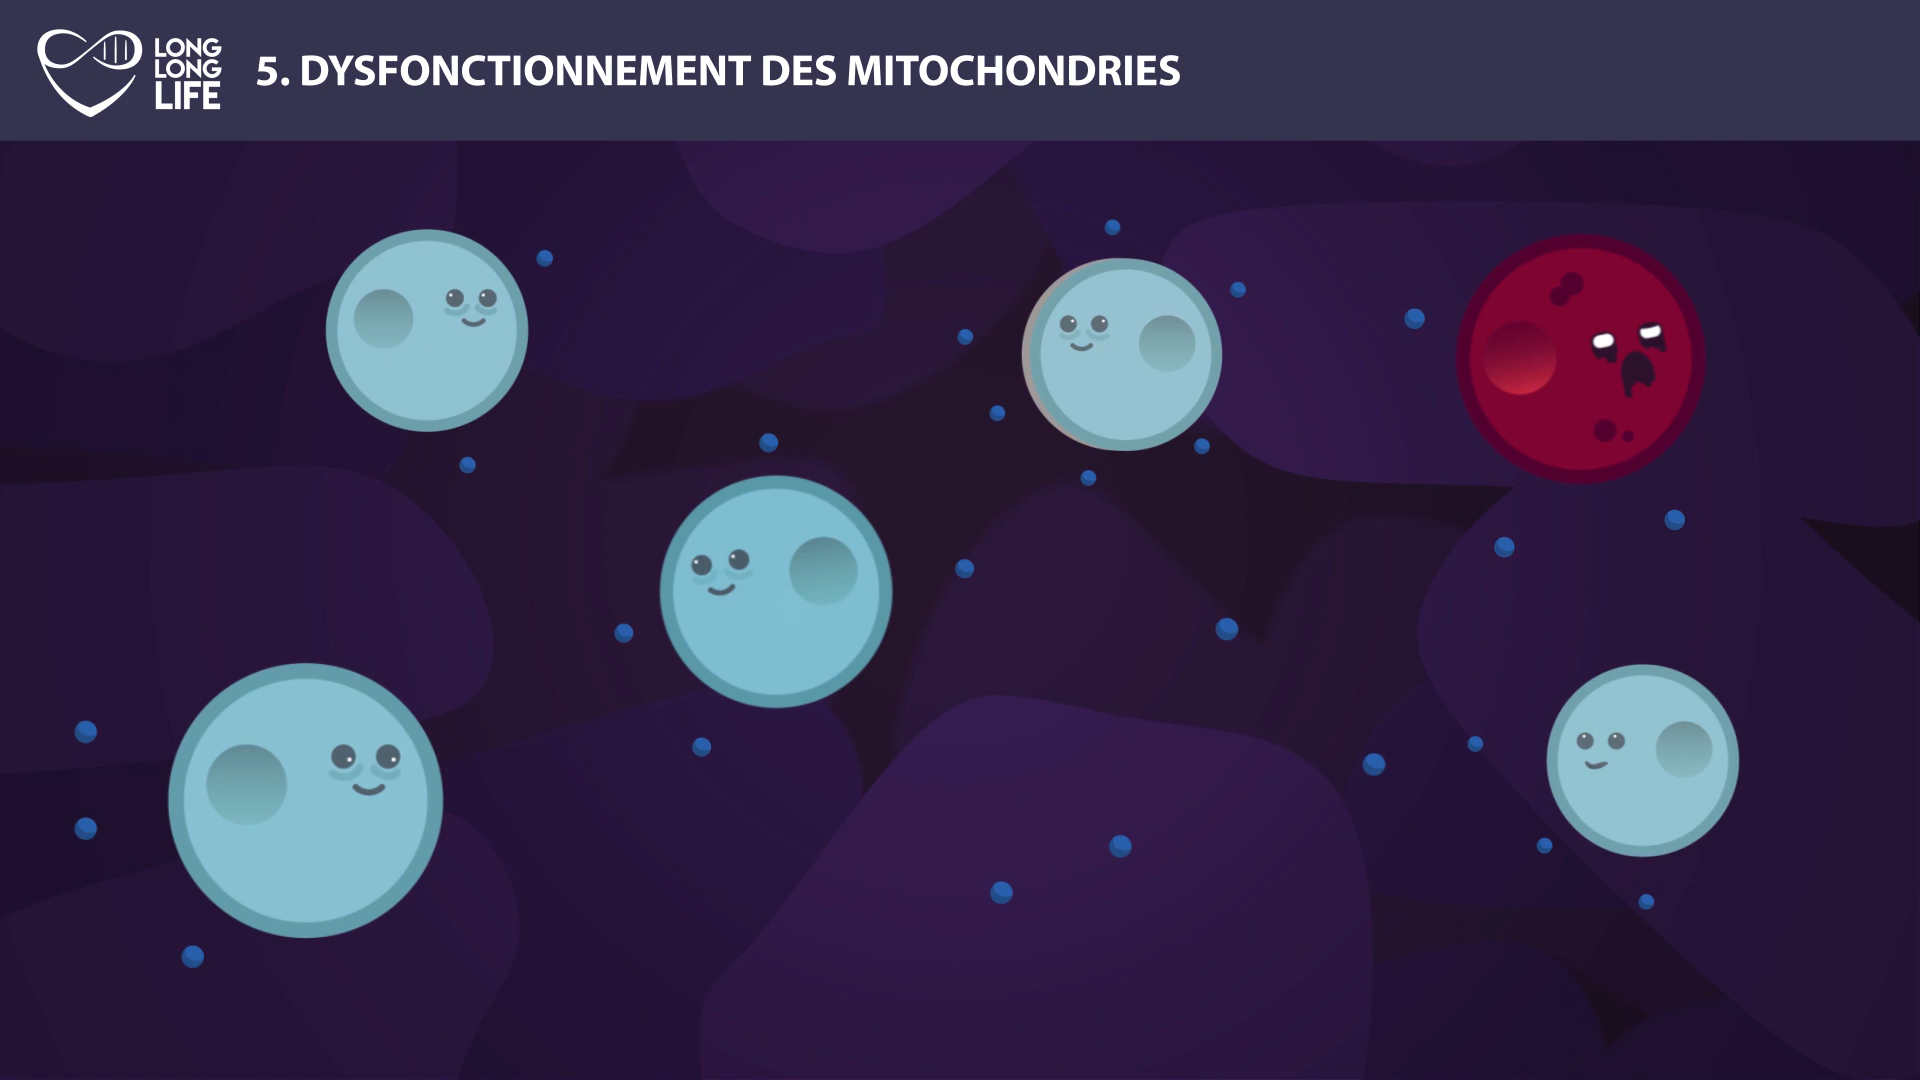 LONG
LONG
LIFE
5. DYSFONCTIONNEMENT DES MITOCHONDRIES